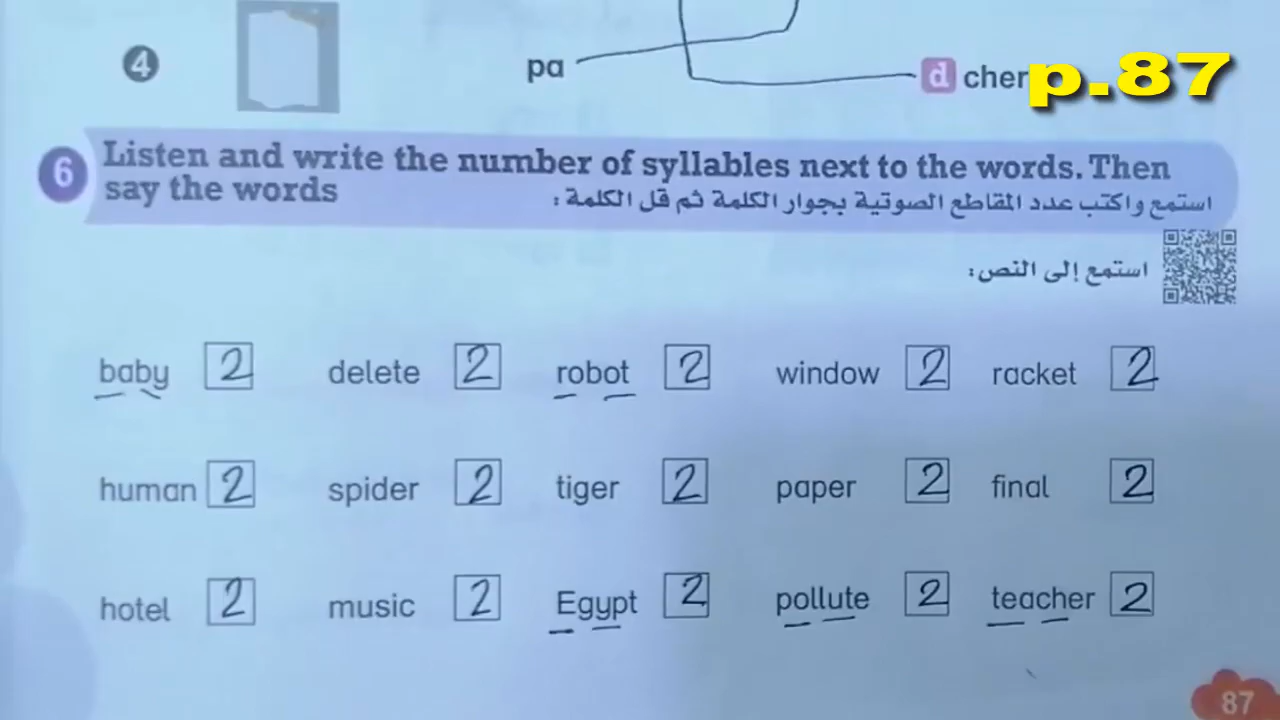 4 pa d cher
p.87
6 Listen and write the number of syllables next to the words. Then
say the words استمع واكتب عدد المقاطع الصوتية بجوار الكلمة ثم قل الكلمة :
استمع إلى النص:
baby 2 delete 2 robot 2 window 2 racket 2
human 2 spider 2 tiger 2 paper 2 final 2
hotel 2 music 2 Egypt 2 pollute 2 teacher 2
87